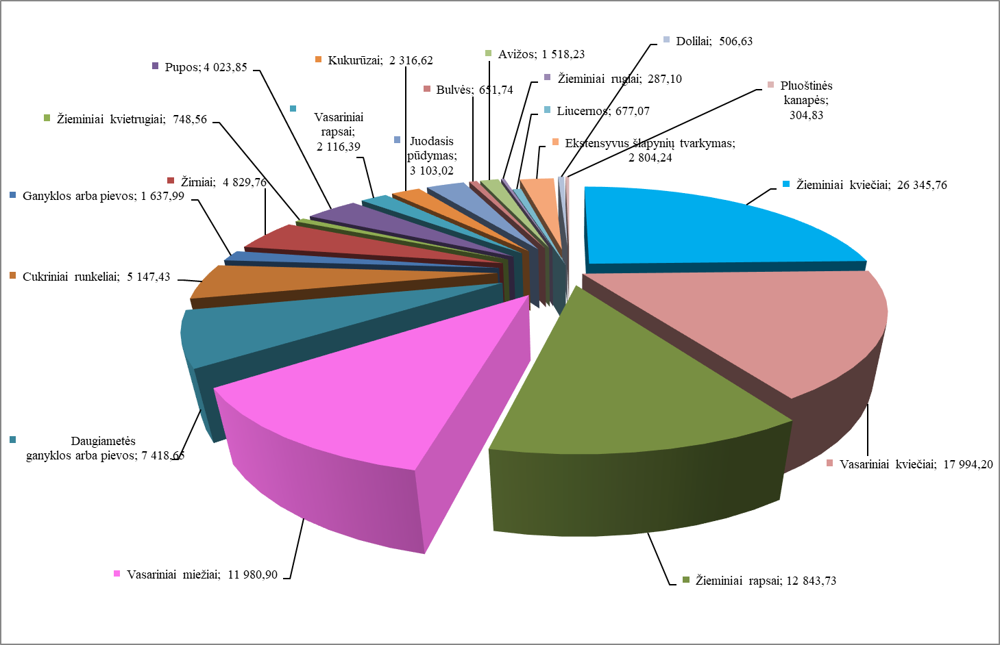 Dolilai; 506,63
Avižos; 1 518,23
Kukurūzai; 2 316,62
Pupos; 4 023,85
Žieminiai rugiai; 287,10
Bulvės; 651,74
Pluoštinės
kanapės;
304,83
Liucernos; 677,07
Žieminiai kvietrugiai; 748,56
Vasariniai
rapsai;
2 116,39
Juodasis
pūdymas;
3 103,02
Ekstensyvus šlapynių tvarkymas;
2 804,24
Žirniai; 4 829,76
Žieminiai kviečiai; 26 345,76
Ganyklos arba pievos; 1 637,99
Cukriniai runkeliai; 5 147,43
Daugiametės
ganyklos arba pievos; 7 418,65
Vasariniai kviečiai; 17 994,20
Vasariniai miežiai; 11 980,90
Žieminiai rapsai; 12 843,73